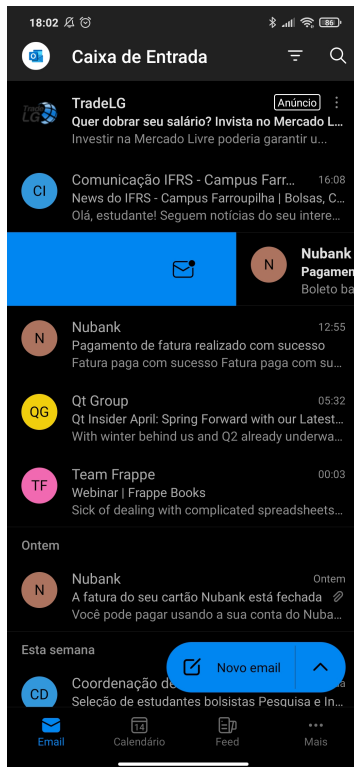 18:02
86
Caixa de Entrada
TradeLG
Anúncio
Quer dobrar seu salário? Invista no Mercado L...
Investir na Mercado Livre poderia garantir u...
CI
Comunicação IFRS - Campus Farr...
16:08
News do IFRS - Campus Farroupilha | Bolsas, C...
Olá, estudante! Seguem notícias do seu intere...
N
Nubank
Pagamen
Boleto ba
N
Nubank
12:55
Pagamento de fatura realizado com sucesso
Fatura paga com sucesso Fatura paga com su...
QG
Qt Group
05:32
Qt Insider April: Spring Forward with our Latest...
With winter behind us and Q2 already underwa...
TF
Team Frappe
00:03
Webinar | Frappe Books
Sick of dealing with complicated spreadsheets...
Ontem
N
Nubank
Ontem
A fatura do seu cartão Nubank está fechada
Você pode pagar usando a sua conta do Nuba...
Esta semana
CD
Coordenação de
Seleção de estudantes bolsistas Pesquisa e In...
Novo email
Email
14
Calendário
Feed
Mais